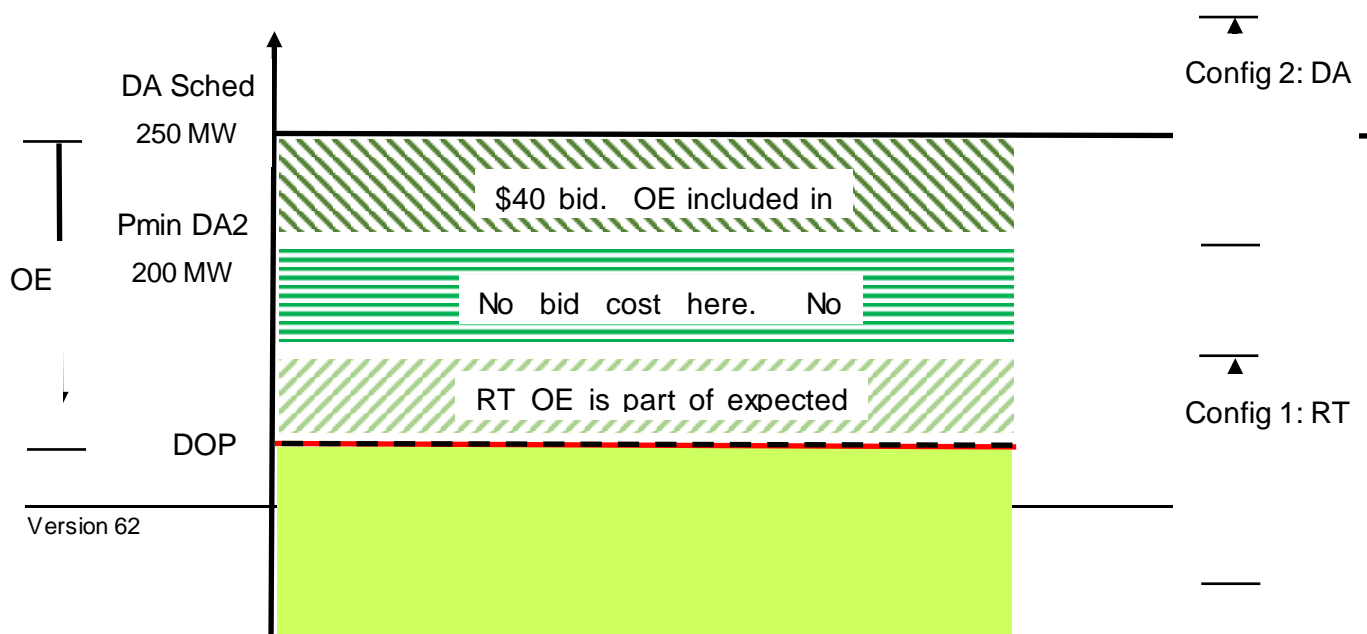 Config 2: DA
DA Sched
250 MW
$40 bid. OE included in
Pmin DA2
200 MW
OE
No bid cost here. No
RT OE is part of expected
Config 1: RT
DOP
Version 62